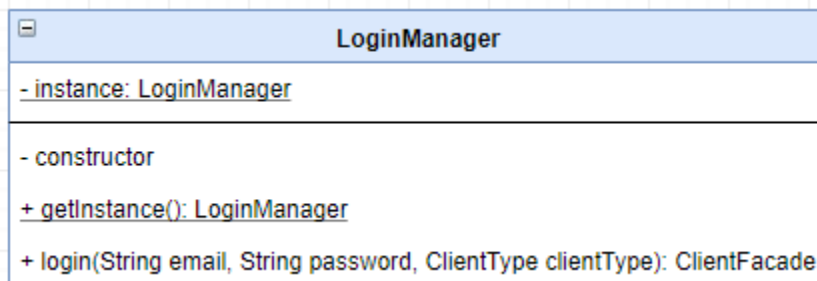 LoginManager
- instance: LoginManager
- constructor
+ getInstance(): LoginManager
+ login(String email, String password, ClientType clientType): ClientFacade